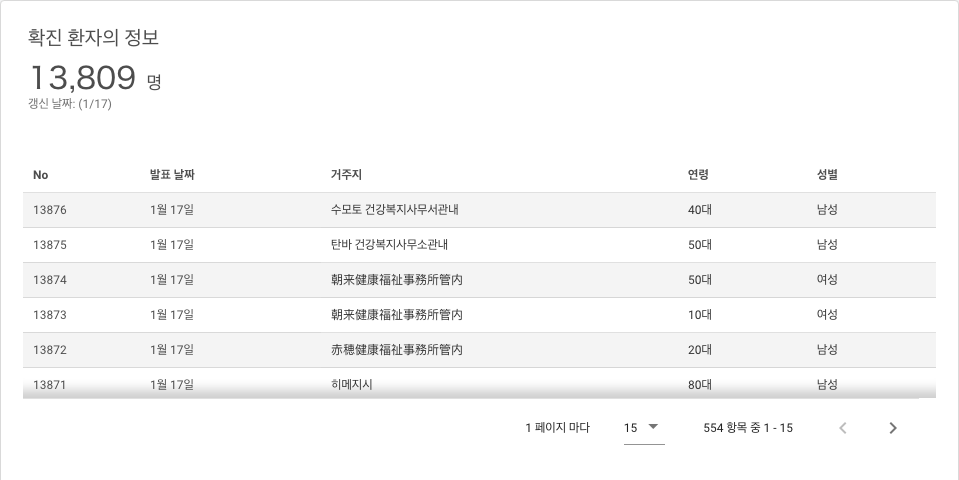 확진 환자의 정보
13,809 명
갱신 날짜: (1/17)
No 발표 날짜 거주지 연령 성별
13876 1월 17일 수모토 건강복지사무서관내 40대 남성
13875 1월 17일 탄바 건강복지사무소관내 50대 남성
13874 1월 17일 朝来健康福祉事務所管内 50대 여성
13873 1월 17일 朝来健康福祉事務所管内 10대 여성
13872 1월 17일 赤穂健康福祉事務所管内 20대 남성
13871 1월 17일 히메지시 80대 남성
1 페이지 마다 15 554 항목 중 1 - 15